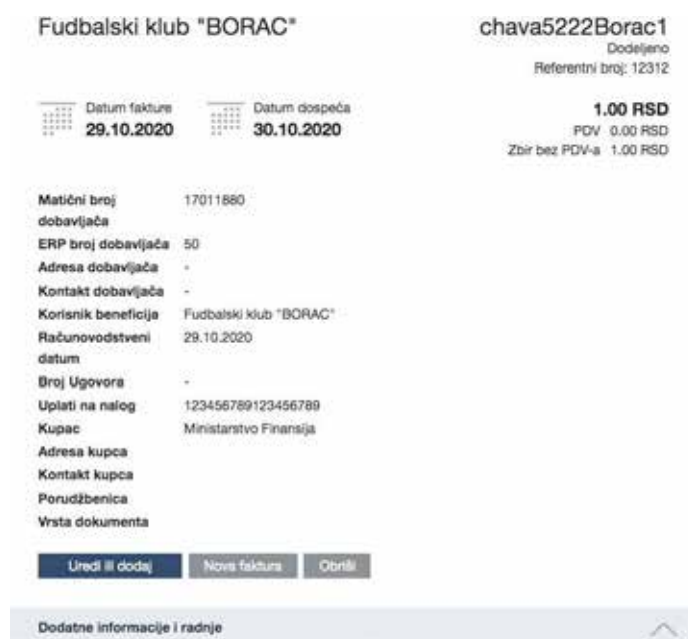 Fudbalski klub "BORAC"
chava5222Borac1
Dodeljeno
Referentni broj: 12312
Datum fakture
29.10.2020
Datum dospeća
30.10.2020
1.00 RSD
PDV 0.00 RSD
Zbir bez PDV-a 1.00 RSD
Matični broj
dobavljača
17011880
ERP broj dobavljača 50
Adresa dobavljača -
Kontakt dobavljača -
Korisnik beneficija Fudbalski klub "BORAC"
Računovodstveni
datum
29.10.2020
Broj Ugovora -
Uplati na nalog 123456789123456789
Kupac Ministarstvo Finansija
Adresa kupca
Kontakt kupca
Porudžbenica
Vrsta dokumenta
Uredi ili dodaj Nova faktura Obriši
Dodatne informacije i radnje